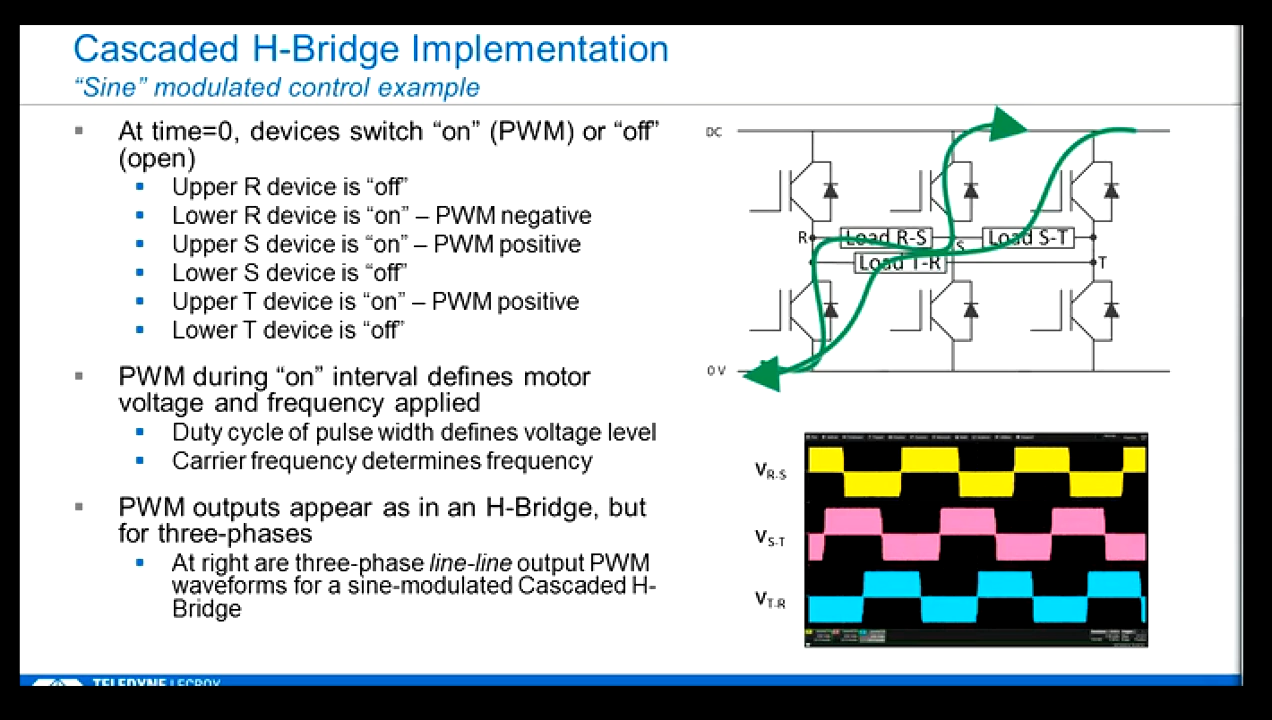 Cascaded H-Bridge Implementation
“Sine” modulated control example
At time=0, devices switch “on” (PWM) or “off”
(open)
Upper R device is “off”
Lower R device is “on” – PWM negative
Upper S device is “on” – PWM positive
Lower S device is “off”
Upper T device is “on” – PWM positive
Lower T device is “off”
PWM during “on” interval defines motor
voltage and frequency applied
Duty cycle of pulse width defines voltage level
Carrier frequency determines frequency
PWM outputs appear as in an H-Bridge, but
for three-phases
At right are three-phase line-line output PWM
waveforms for a sine-modulated Cascaded H-
Bridge
DC
R Load R-S S Load S-T
Load T-R T
0 V
VR-S
VS-T
VT-R
TELEDYNE LECROY